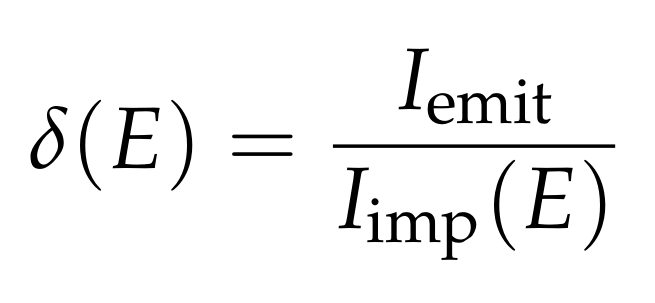 δ(E) = I_emit / I_imp(E)